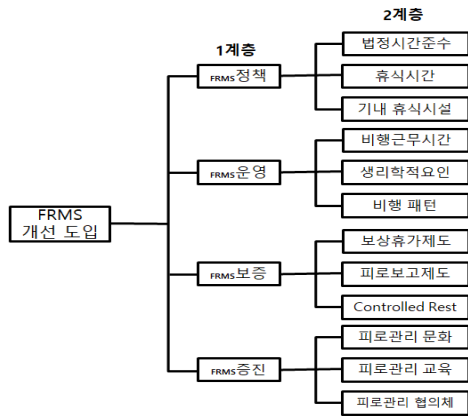 2계층
1계층
법정시간준수
FRMS정책
휴식시간
기내 휴식시설
비행근무시간
FRMS운영
생리학적요인
비행 패턴
FRMS
개선 도입
보상휴가제도
FRMS보증
피로보고제도
Controlled Rest
피로관리 문화
FRMS증진
피로관리 교육
피로관리 협의체